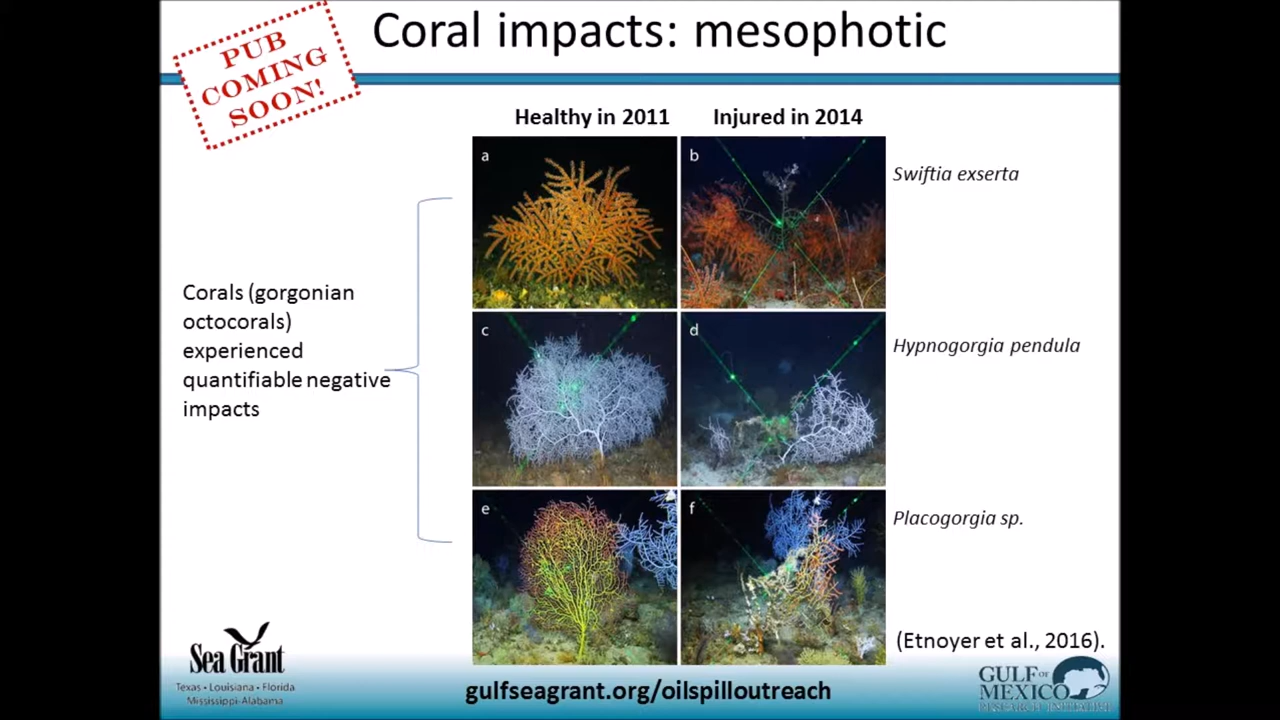 PUB
COMING
SOON!
Coral impacts: mesophotic
Healthy in 2011
Injured in 2014
a
b
Swiftia exserta
Corals (gorgonian
octocorals)
experienced
quantifiable negative
impacts
c
d
Hypnogorgia pendula
e
f
Placogorgia sp.
(Etnoyer et al., 2016).
Sea Grant
Texas • Louisiana • Florida
Mississippi-Alabama
gulfseagrant.org/oilspilloutreach
GULF OF
MEXICO
RESEARCH INITIATIVE